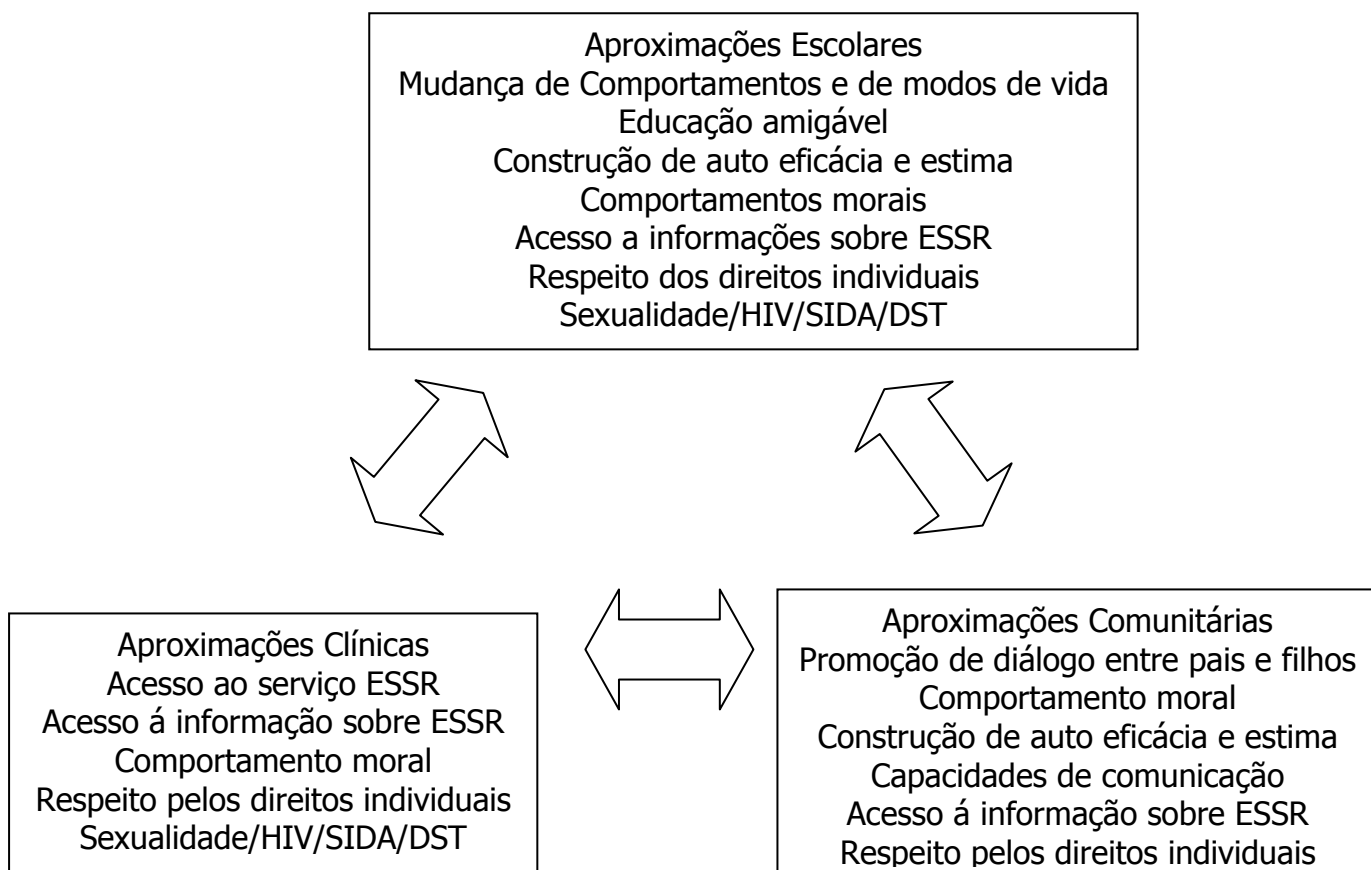 Aproximações Escolares
Mudança de Comportamentos e de modos de vida
Educação amigável
Construção de auto eficácia e estima
Comportamentos morais
Acesso a informações sobre ESSR
Respeito dos direitos individuais
Sexualidade/HIV/SIDA/DST
Aproximações Clínicas
Acesso ao serviço ESSR
Acesso á informação sobre ESSR
Comportamento moral
Respeito pelos direitos individuais
Sexualidade/HIV/SIDA/DST
Aproximações Comunitárias
Promoção de diálogo entre pais e filhos
Comportamento moral
Construção de auto eficácia e estima
Capacidades de comunicação
Acesso á informação sobre ESSR
Respeito pelos direitos individuais